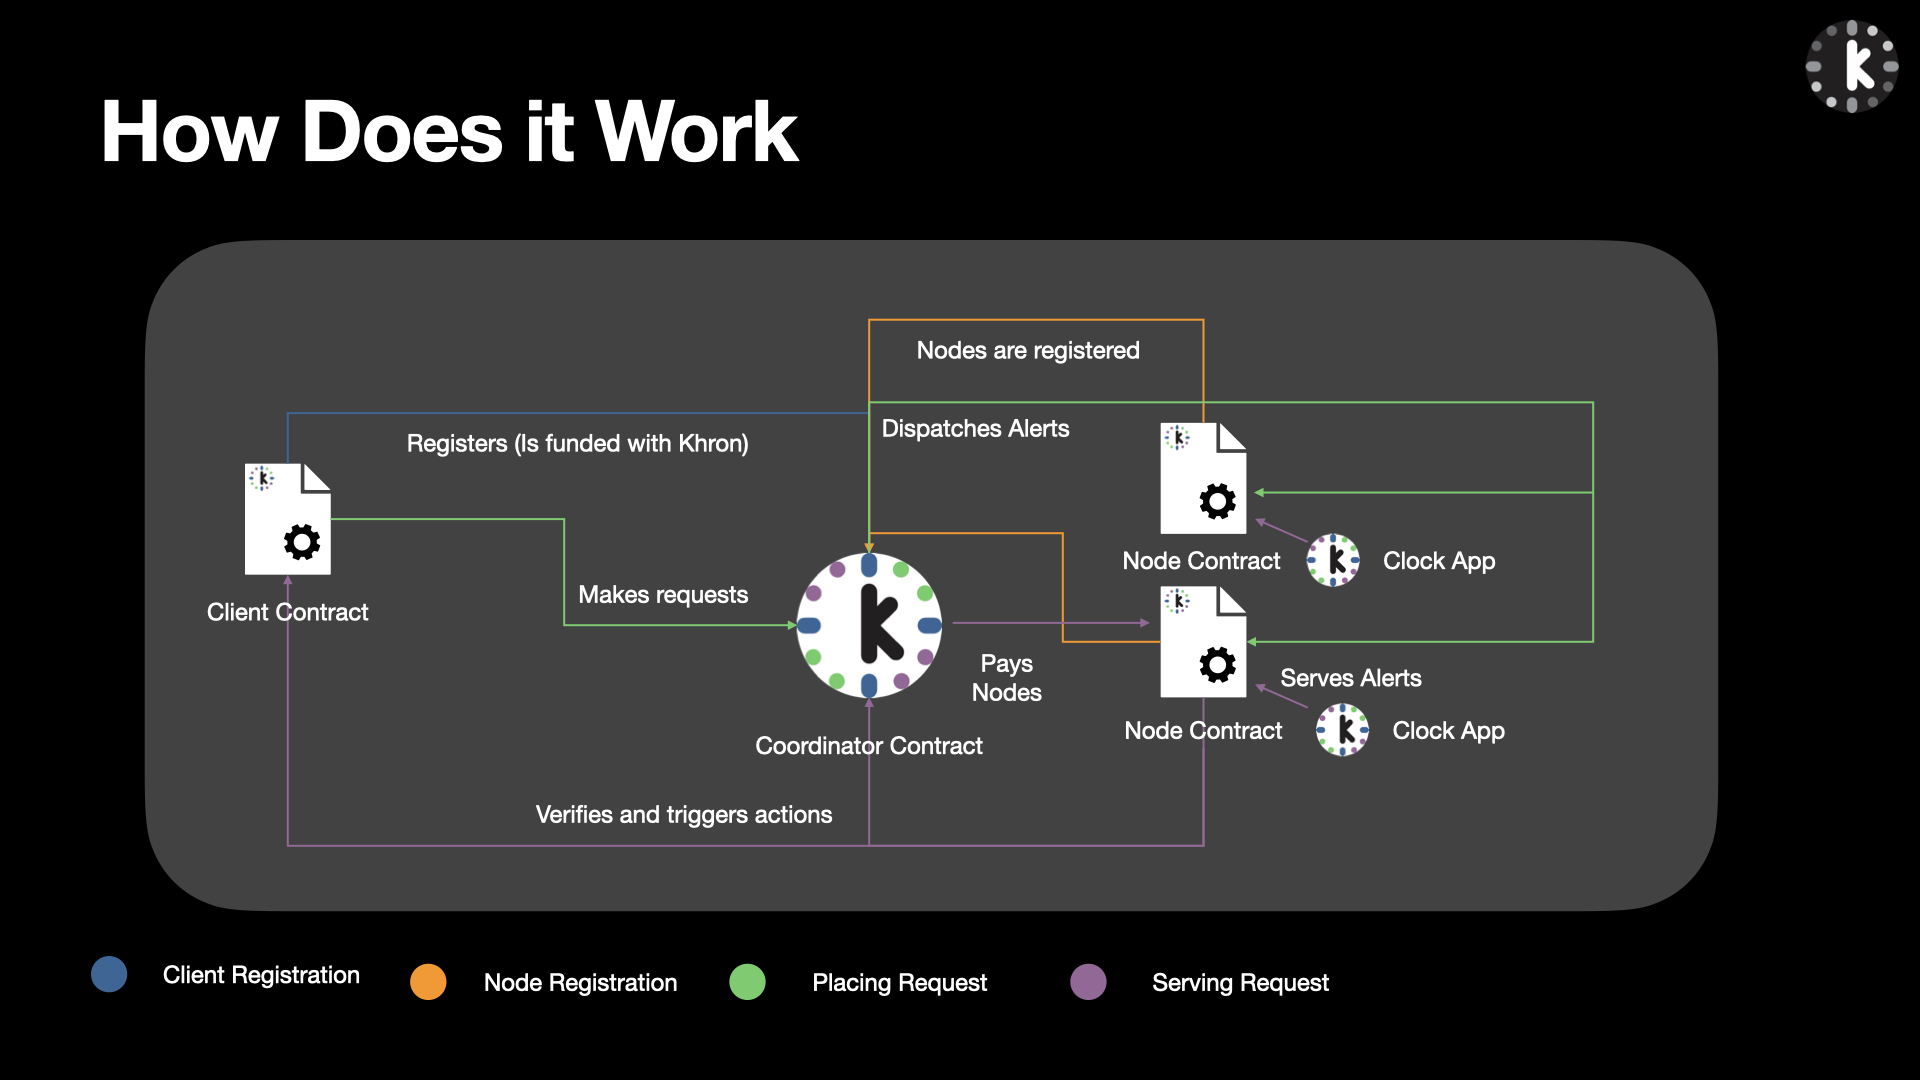 How Does it Work
k
Nodes are registered
Dispatches Alerts
Registers (Is funded with Khron)
k
k
Client Contract
Makes requests
k
Node Contract
k
Clock App
k
Pays
Nodes
Serves Alerts
Coordinator Contract
Node Contract
k
Clock App
Verifies and triggers actions
Client Registration
Node Registration
Placing Request
Serving Request